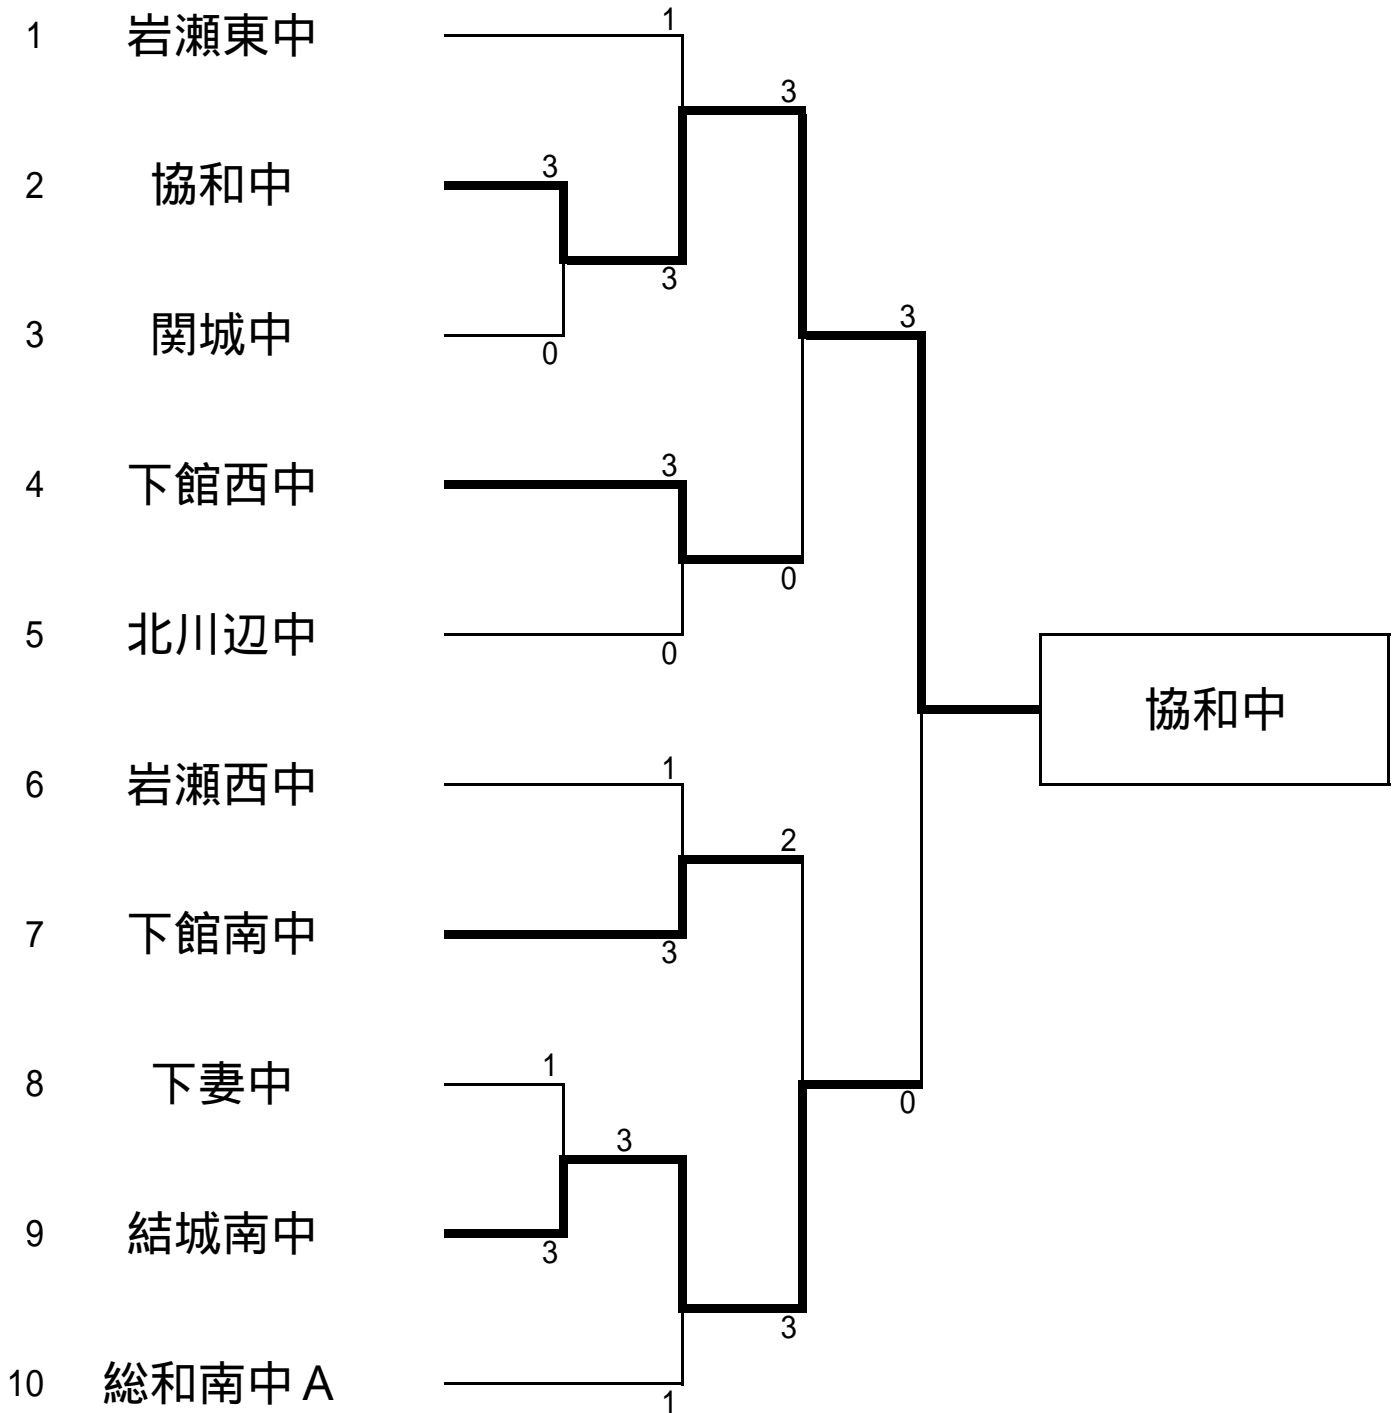 1 岩瀬東中 1
3
2 協和中 3
3
3 関城中 0
3
4 下館西中 3
0
5 北川辺中 0
協和中
6 岩瀬西中 1
2
7 下館南中 3
8 下妻中 1
0
3
9 結城南中 3
3
10 総和南中 A 1